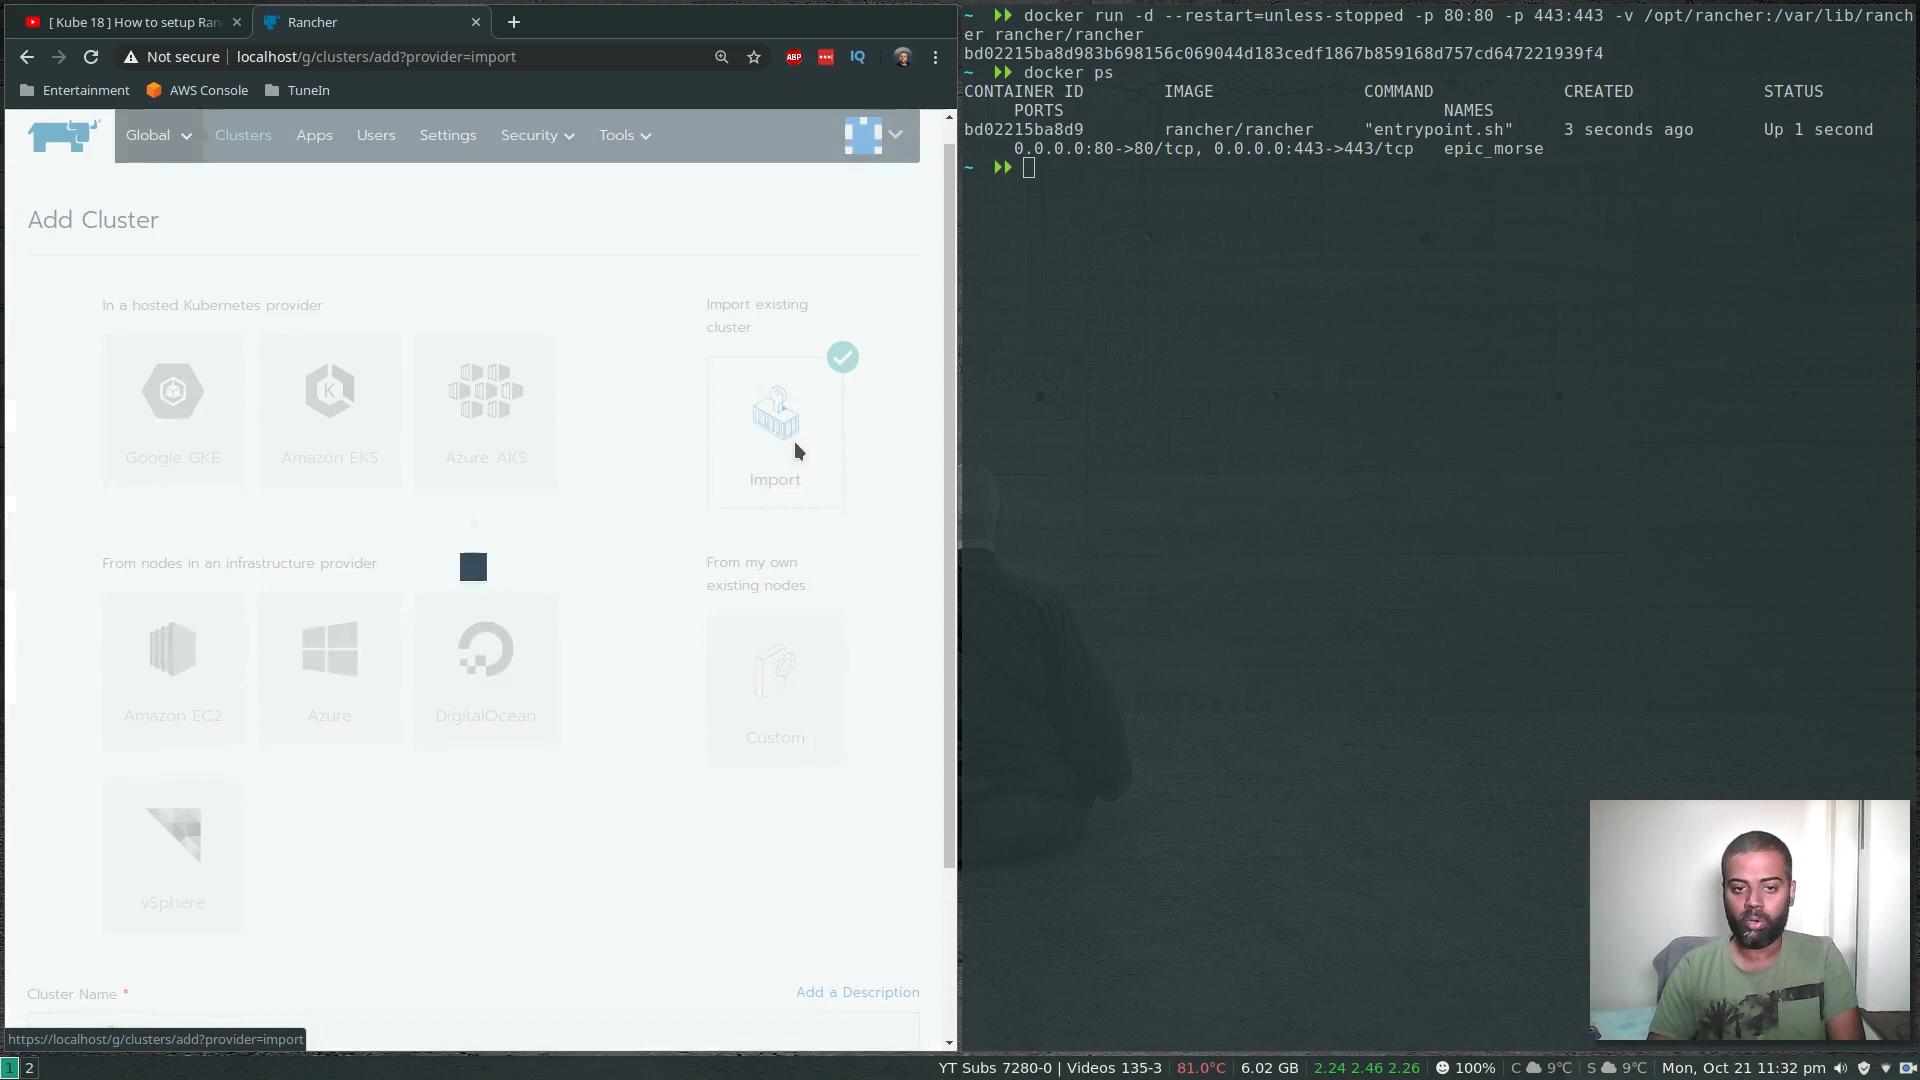 [ Kube 18 ] How to setup Ran
Rancher
Not secure
localhost/g/clusters/add?provider=import
ABP
IQ
Entertainment
AWS Console
TuneIn
Global
Clusters
Apps
Users
Settings
Security
Tools
Add Cluster
In a hosted Kubernetes provider
Import existing
cluster
Google GKE
Amazon EKS
Azure AKS
Import
From nodes in an infrastructure provider
From my own
existing nodes
Amazon EC2
Azure
DigitalOcean
Custom
vSphere
Cluster Name *
Add a Description
https://localhost/g/clusters/add?provider=import
~ docker run -d --restart=unless-stopped -p 80:80 -p 443:443 -v /opt/rancher:/var/lib/ranch
er rancher/rancher
bd02215ba8d983b698156c069044d183cedf1867b859168d757cd647221939f4
~ docker ps
CONTAINER ID IMAGE COMMAND CREATED STATUS
PORTS NAMES
bd02215ba8d9 rancher/rancher "entrypoint.sh" 3 seconds ago Up 1 second
0.0.0.0:80->80/tcp, 0.0.0.0:443->443/tcp epic_morse
~
1 2
YT Subs 7280-0 | Videos 135-3 81.0°C 6.02 GB 2.24 2.46 2.26 100% C 9°C S 9°C Mon, Oct 21 11:32 pm